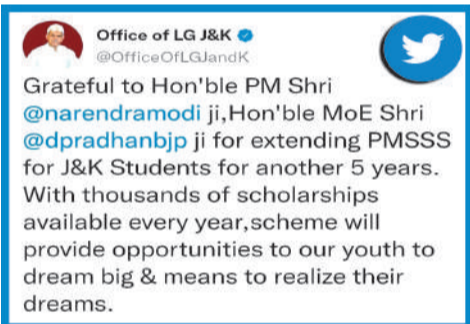 Office of LG J&K
@OfficeOfLGJandK
Grateful to Hon'ble PM Shri
@narendramodi ji,Hon'ble MoE Shri
@dpradhanbjp ji for extending PMSSS
for J&K Students for another 5 years.
With thousands of scholarships
available every year,scheme will
provide opportunities to our youth to
dream big & means to realize their
dreams.